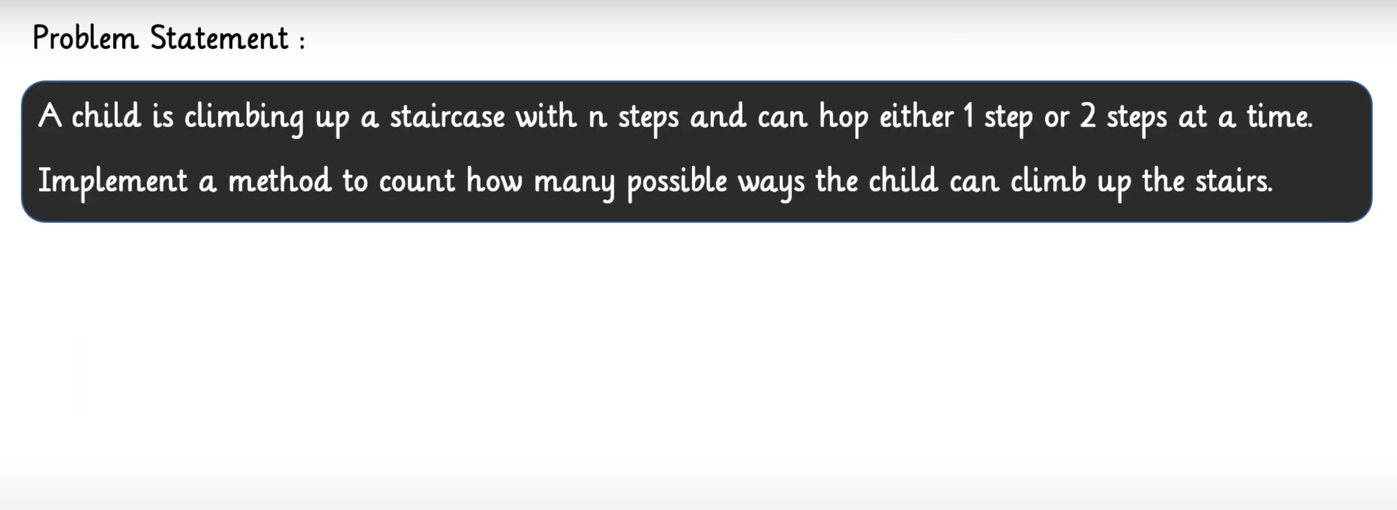 Problem Statement :
A child is climbing up a staircase with n steps and can hop either 1 step or 2 steps at a time.
Implement a method to count how many possible ways the child can climb up the stairs.